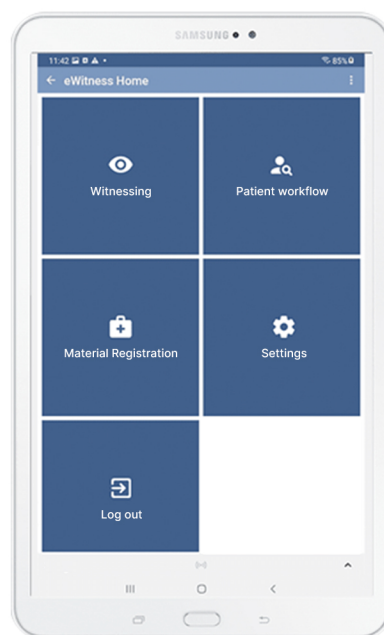 SAMSUNG
11:42
85%
eWitness Home
Witnessing
Patient workflow
Material Registration
Settings
Log out